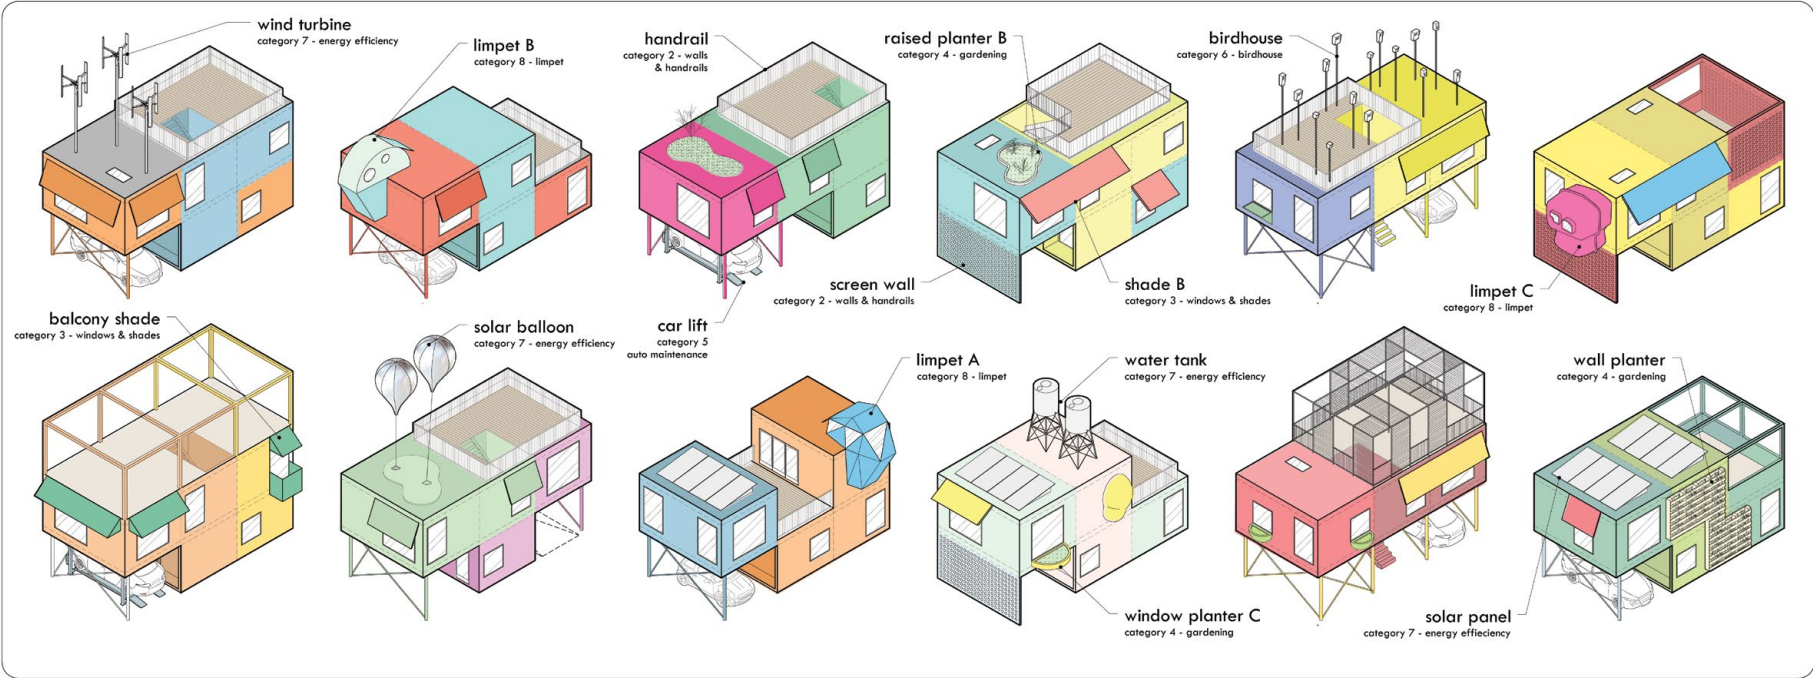 wind turbine
category 7 - energy efficiency
limpet B
category 8 - limpet
handrail
category 2 - walls
& handrails
raised planter B
category 4 - gardening
birdhouse
category 6 - birdhouse
screen wall
category 2 - walls & handrails
shade B
category 3 - windows & shades
limpet C
category 8 - limpet
balcony shade
category 3 - windows & shades
solar balloon
category 7 - energy efficiency
car lift
category 5
auto maintenance
limpet A
category 8 - limpet
water tank
category 7 - energy efficiency
wall planter
category 4 - gardening
window planter C
category 4 - gardening
solar panel
category 7 - energy effieciency